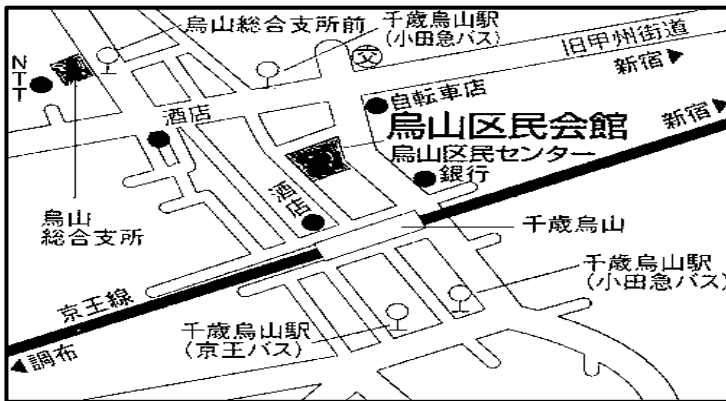 烏山総合支所前
千歳烏山駅
(小田急バス)
交
旧甲州街道
新宿▶
NTT
酒店
自転車店
烏山区民会館
烏山区民センター
新宿▶
銀行
酒店
烏山
総合支所
千歳烏山
千歳烏山駅
(小田急バス)
京王線
千歳烏山駅
(京王バス)
◀調布